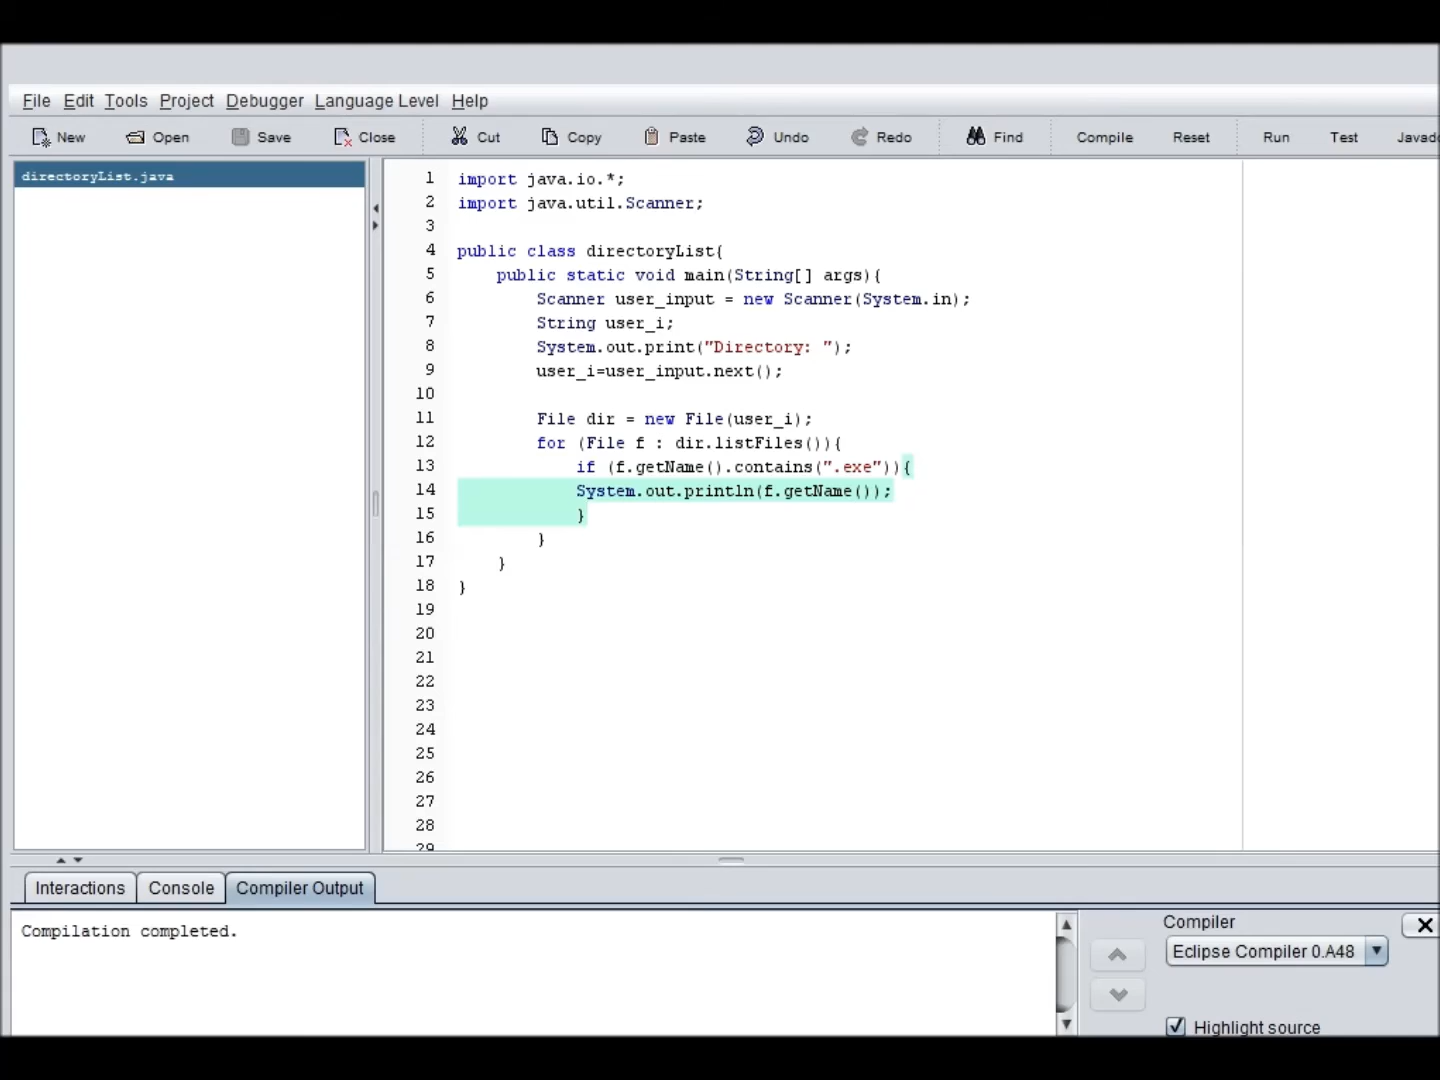 File Edit Tools Project Debugger Language Level Help
New Open Save Close Cut Copy Paste Undo Redo Find Compile Reset Run Test
directoryList.java
1 import java.io.*;
2 import java.util.Scanner;
3
4 public class directoryList{
5 public static void main(String[] args){
6 Scanner user_input = new Scanner(System.in);
7 String user_i;
8 System.out.print("Directory: ");
9 user_i=user_input.next();
10
11 File dir = new File(user_i);
12 for (File f : dir.listFiles()){
13 if (f.getName().contains(".exe")){
14 System.out.println(f.getName());
15 }
16 }
17 }
18 }
19
20
21
22
23
24
25
26
27
28
29
Interactions Console Compiler Output
Compilation completed.
Compiler
Eclipse Compiler 0.A48
Highlight source